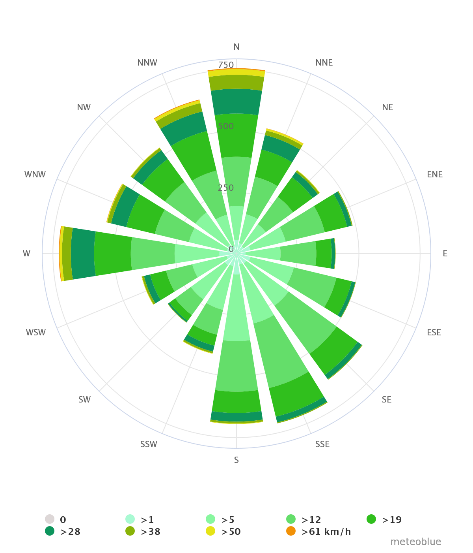 N
NNW
NNE
750
NW
NE
500
WNW
ENE
250
W
0
E
WSW
ESE
SW
SE
SSW
SSE
S
0 >1 >5 >12 >19
>28 >38 >50 >61 km/h
meteoblue